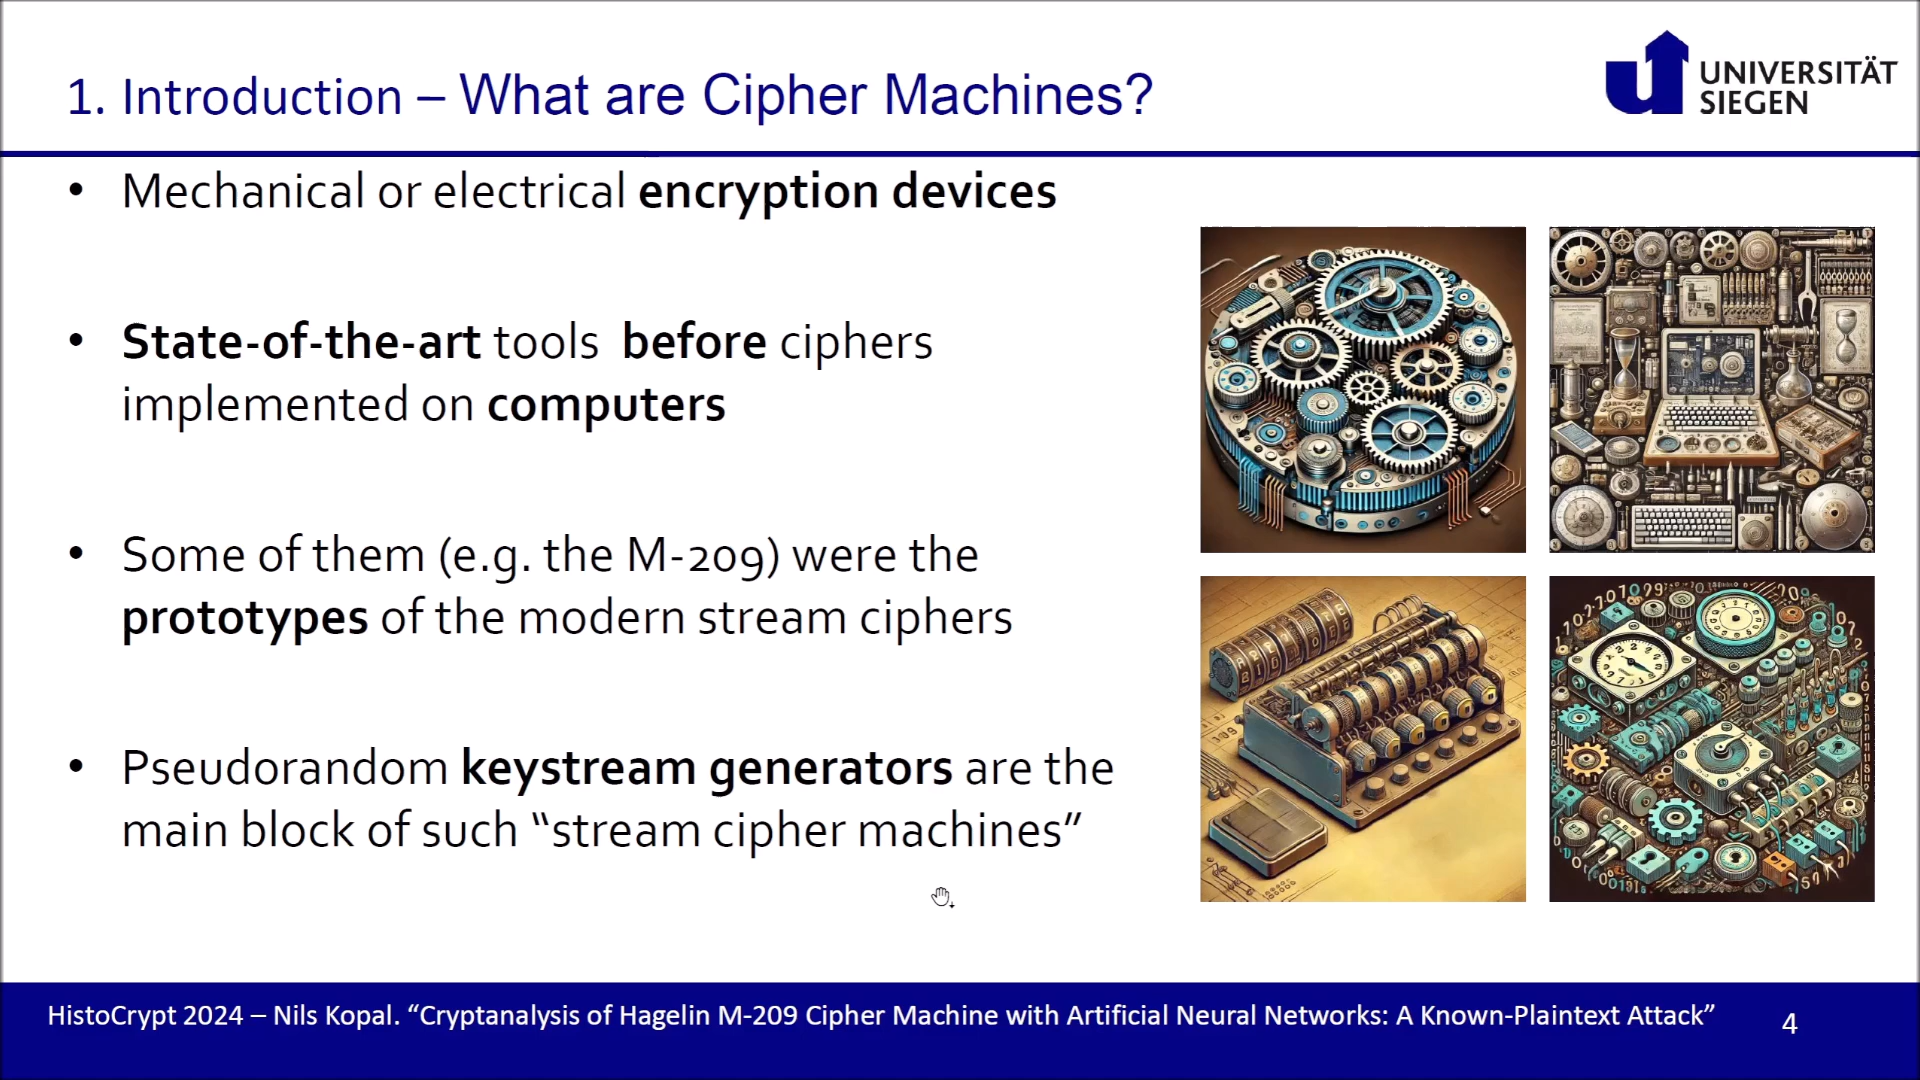 1. Introduction – What are Cipher Machines?
UNIVERSITÄT
SIEGEN
• Mechanical or electrical encryption devices
• State-of-the-art tools before ciphers
implemented on computers
• Some of them (e.g. the M-209) were the
prototypes of the modern stream ciphers
• Pseudorandom keystream generators are the
main block of such “stream cipher machines”
HistoCrypt 2024 – Nils Kopal. “Cryptanalysis of Hagelin M-209 Cipher Machine with Artificial Neural Networks: A Known-Plaintext Attack”
4